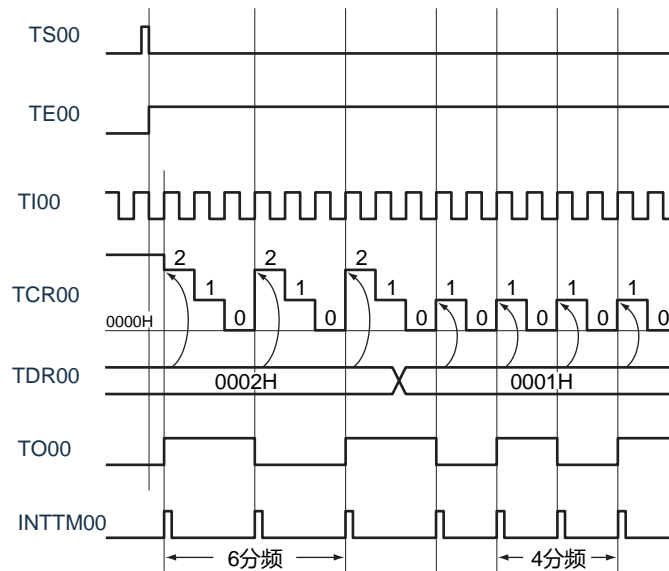 TS00
TE00
TI00
2 2 2
1 1 1 1 1 1 1
TCR00
0 0 0 0 0 0 0
0000H
TDR00
0002H 0001H
TO00
INTTM00
6分频 4分频